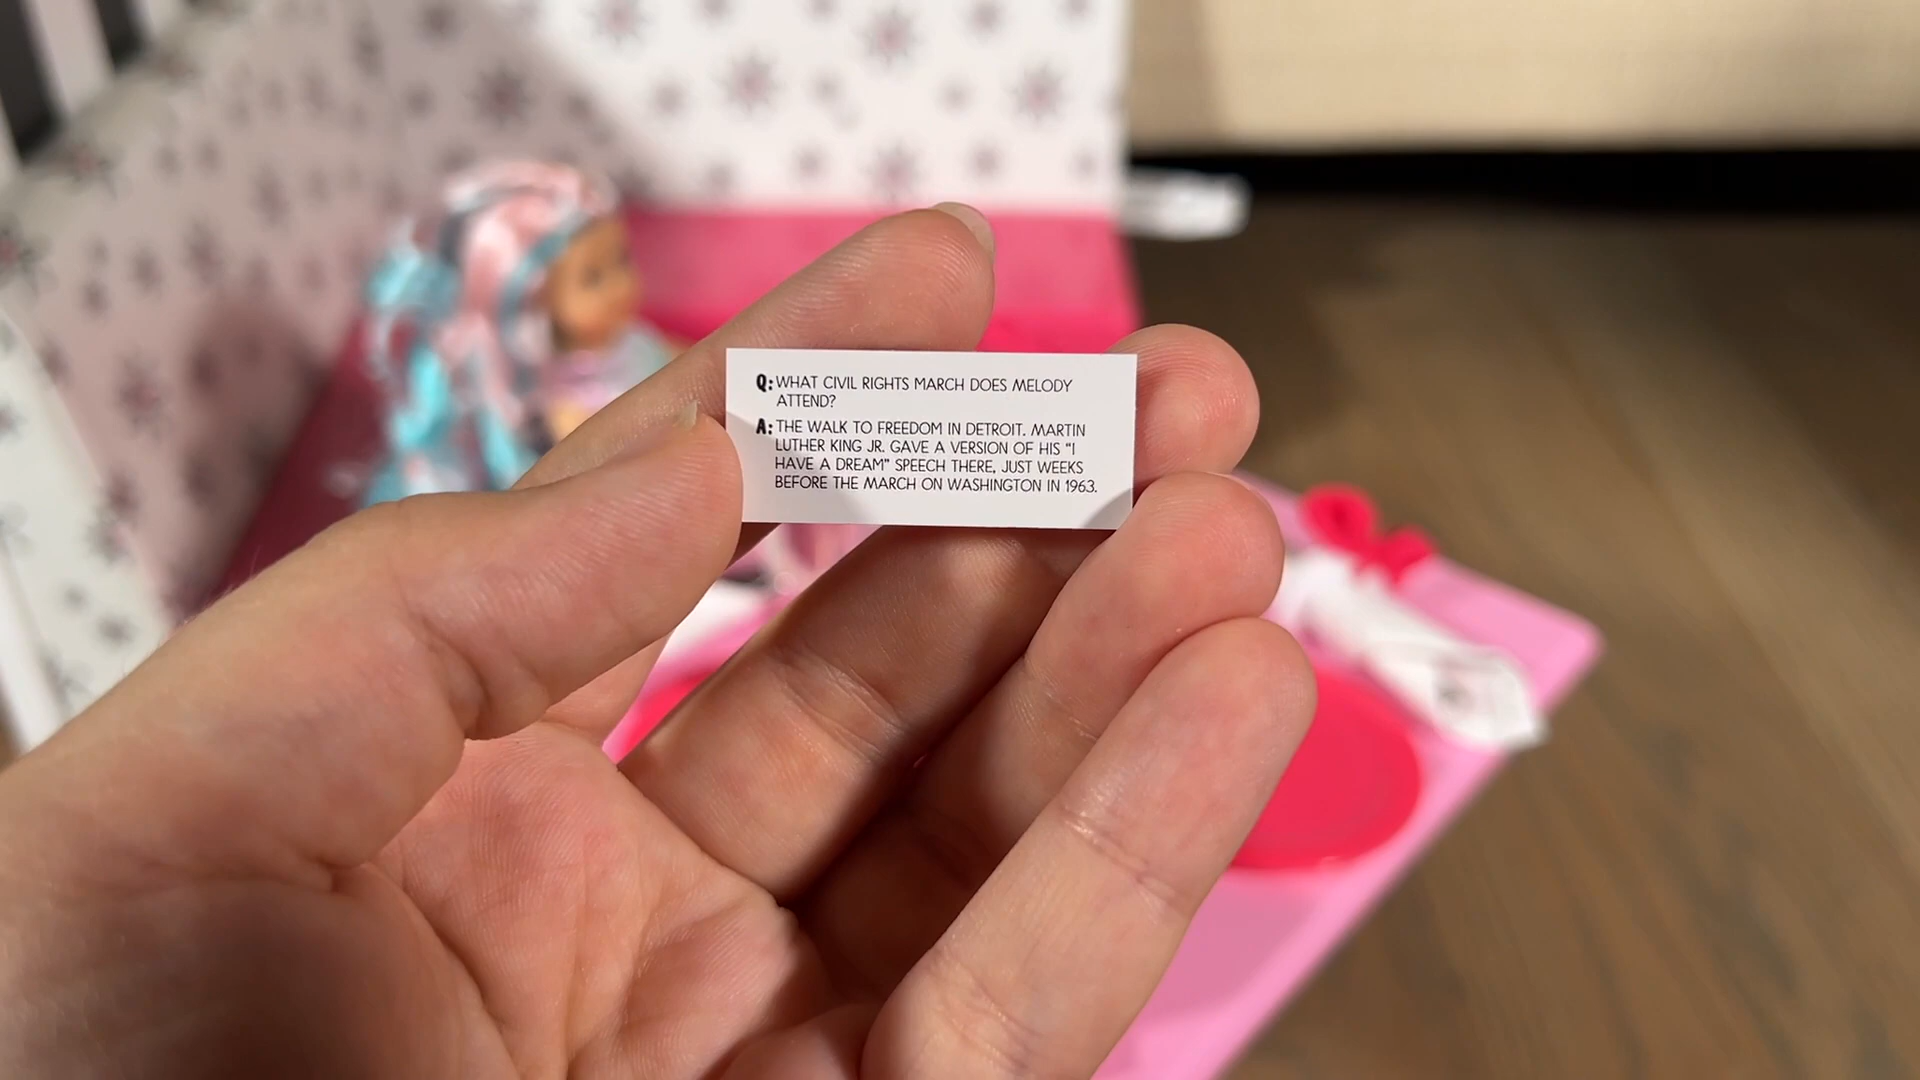 Q: WHAT CIVIL RIGHTS MARCH DOES MELODY
ATTEND?
A: THE WALK TO FREEDOM IN DETROIT. MARTIN
LUTHER KING JR. GAVE A VERSION OF HIS "I
HAVE A DREAM" SPEECH THERE, JUST WEEKS
BEFORE THE MARCH ON WASHINGTON IN 1963.